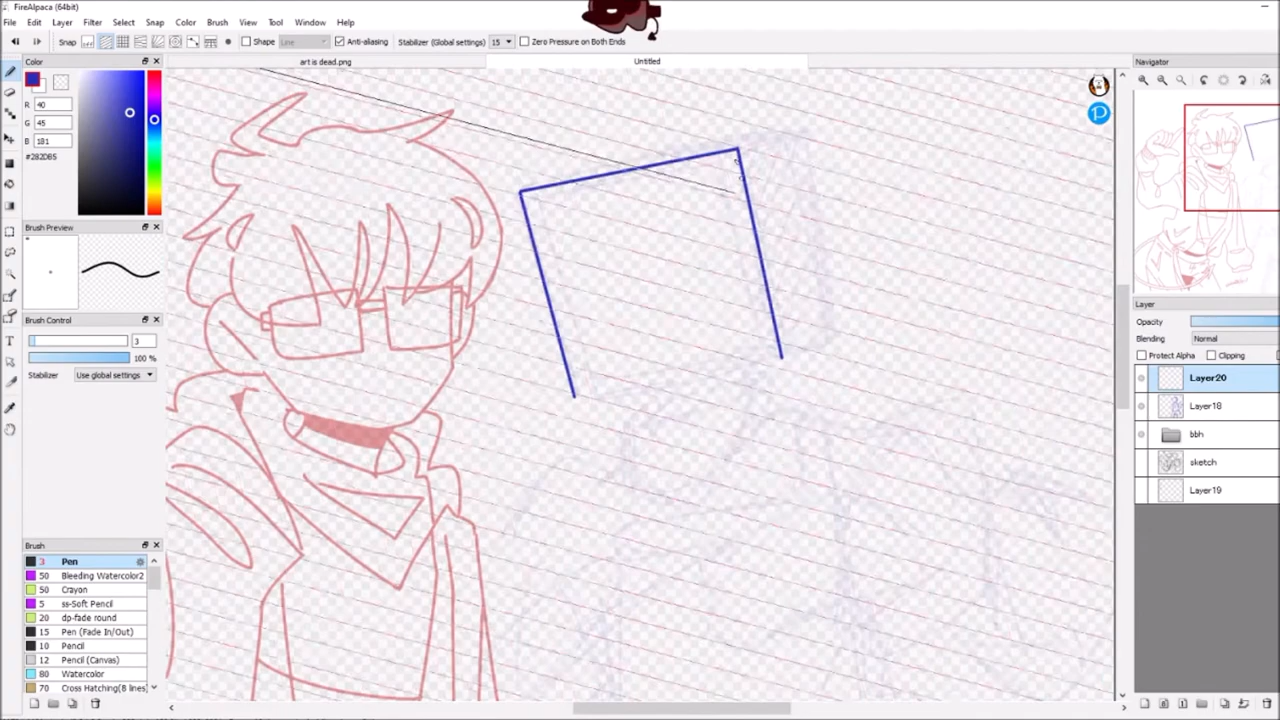 FireAlpaca (64bit)
File Edit Layer Filter Select Snap Color Brush View Tool Window Help
Snap Shape Line Anti-aliasing Stabilizer (Global settings) 15 Zero Pressure on Both Ends
Color
art is dead.png
Untitled
Navigator
R 40
G 45
B 181
#282DB5
Brush Preview
Brush Control
3
100 %
Stabilizer Use global settings
Layer
Opacity
Blending Normal
Protect Alpha Clipping
Layer20
Layer18
bbh
sketch
Layer19
Brush
3 Pen
50 Bleeding Watercolor2
50 Crayon
5 ss-Soft Pencil
20 dp-fade round
15 Pen (Fade In/Out)
10 Pencil
12 Pencil (Canvas)
80 Watercolor
70 Cross Hatching(8 lines)